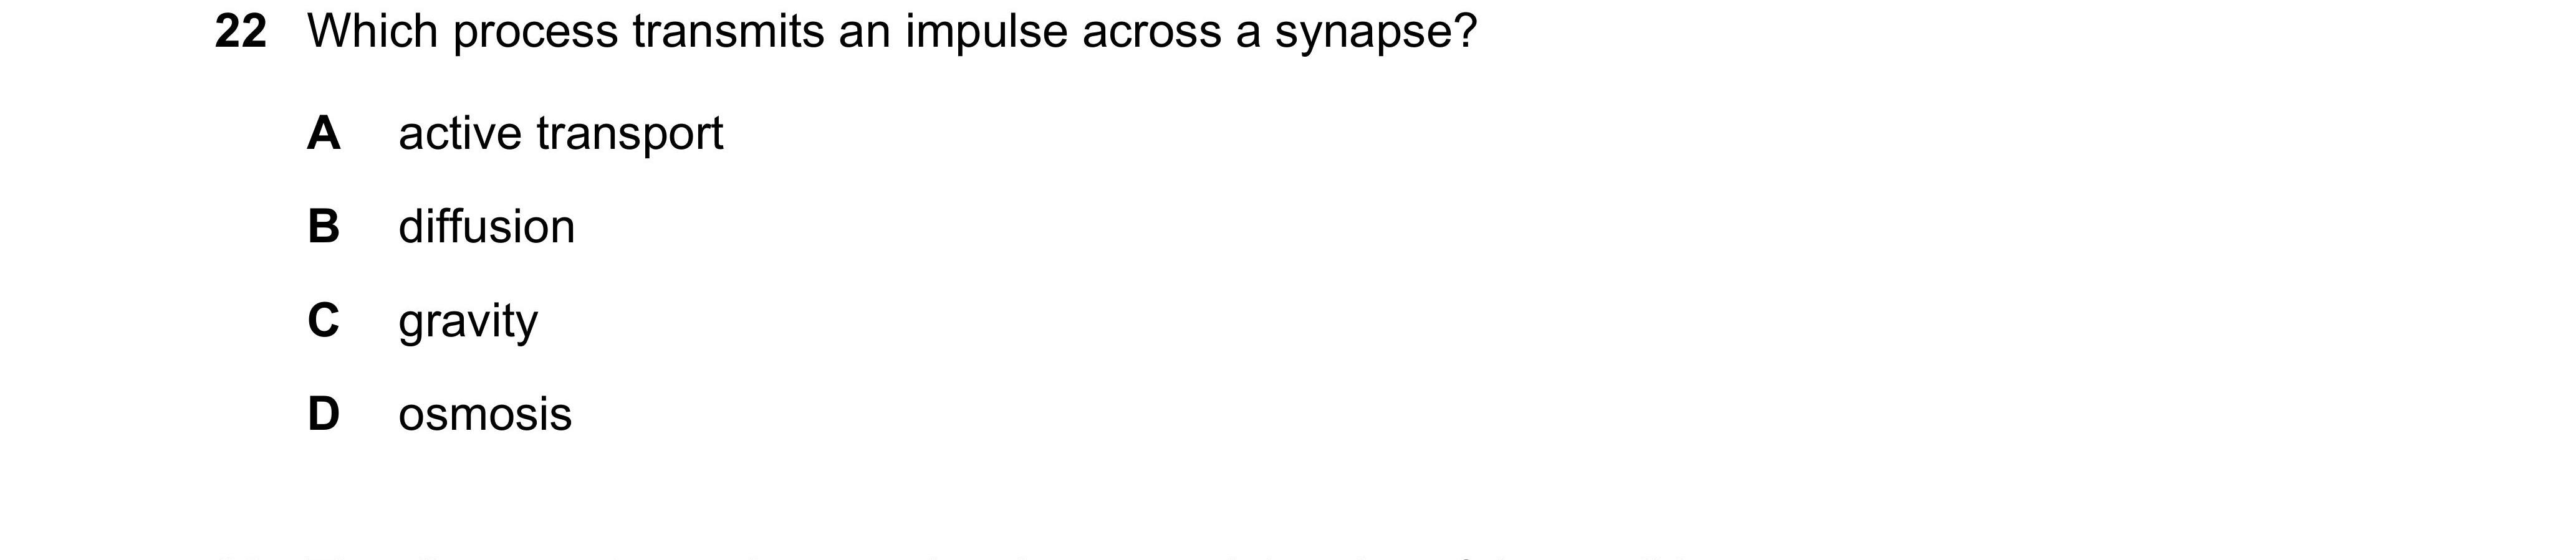 22 Which process transmits an impulse across a synapse?
A active transport
B diffusion
C gravity
D osmosis